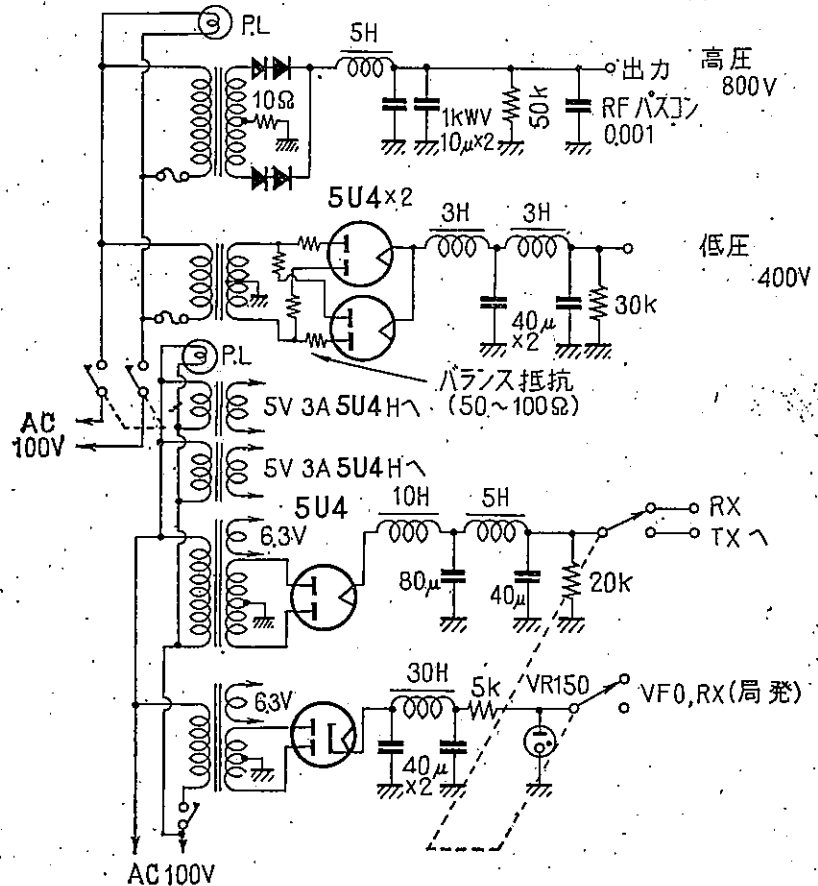 P.L
5H
10Ω
1kWV
10μ×2
50k
RFパスコン
0.001
出力
高圧
800V
5U4×2
3H
3H
40μ
×2
30k
低圧
400V
バランス抵抗
(50~100Ω)
P.L
AC
100V
5V 3A 5U4Hへ
5V 3A 5U4Hへ
5U4
6.3V
10H
5H
80μ
40μ
20k
RX
TXへ
6.3V
30H
5k
40μ
×2
VR150
VFO,RX(局発)
AC100V